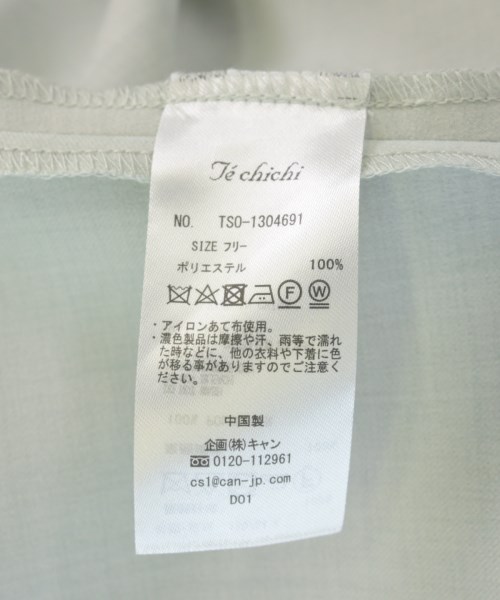 Té chichi
NO. TSO-1304691
SIZE フリー
ポリエステル 100%
F W
・アイロンあて布使用。
・濃色製品は摩擦や汗、雨等で濡れ
た時などに、他の衣料や下着に色
が移る事がありますのでご注意く
ださい。
中国製
企画(株)キャン
0120-112961
cs1@can-jp.com
D01